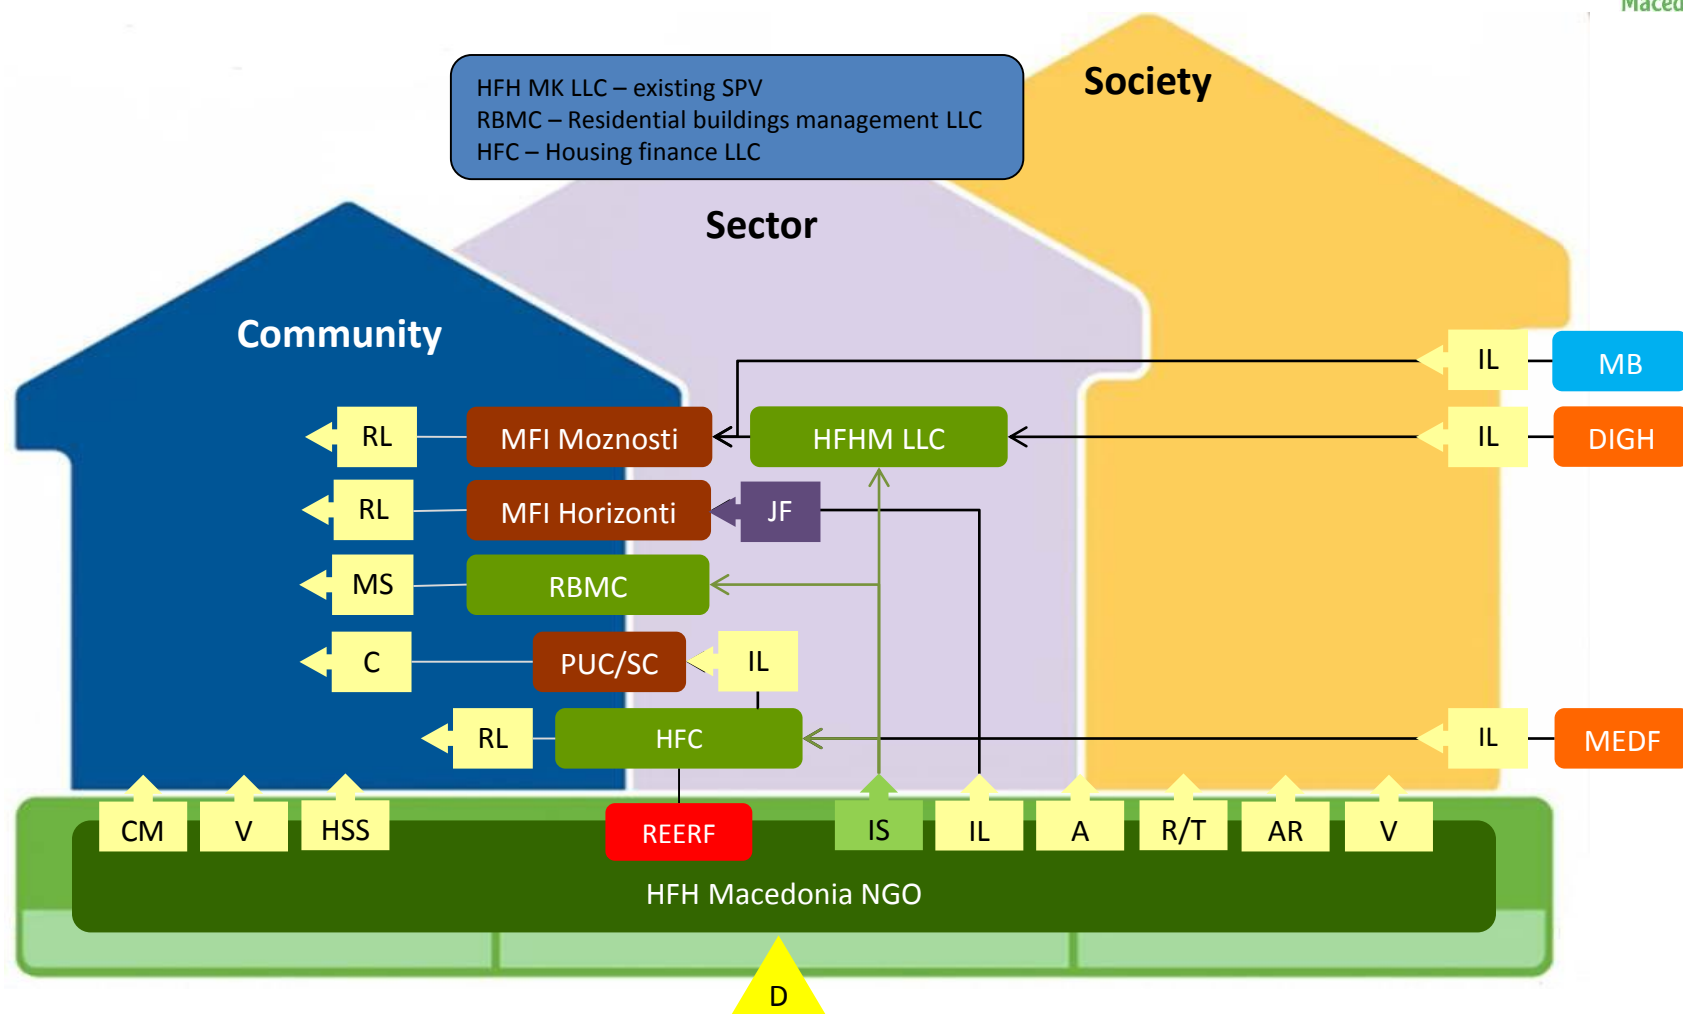 Maced
HFH MK LLC – existing SPV
RBMC – Residential buildings management LLC
HFC – Housing finance LLC
Society
Sector
Community
IL
MB
RL
MFI Moznosti
HFHM LLC
IL
DIGH
RL
MFI Horizonti
JF
MS
RBMC
C
PUC/SC
IL
RL
HFC
IL
MEDF
CM
V
HSS
REERF
IS
IL
A
R/T
AR
V
HFH Macedonia NGO
D